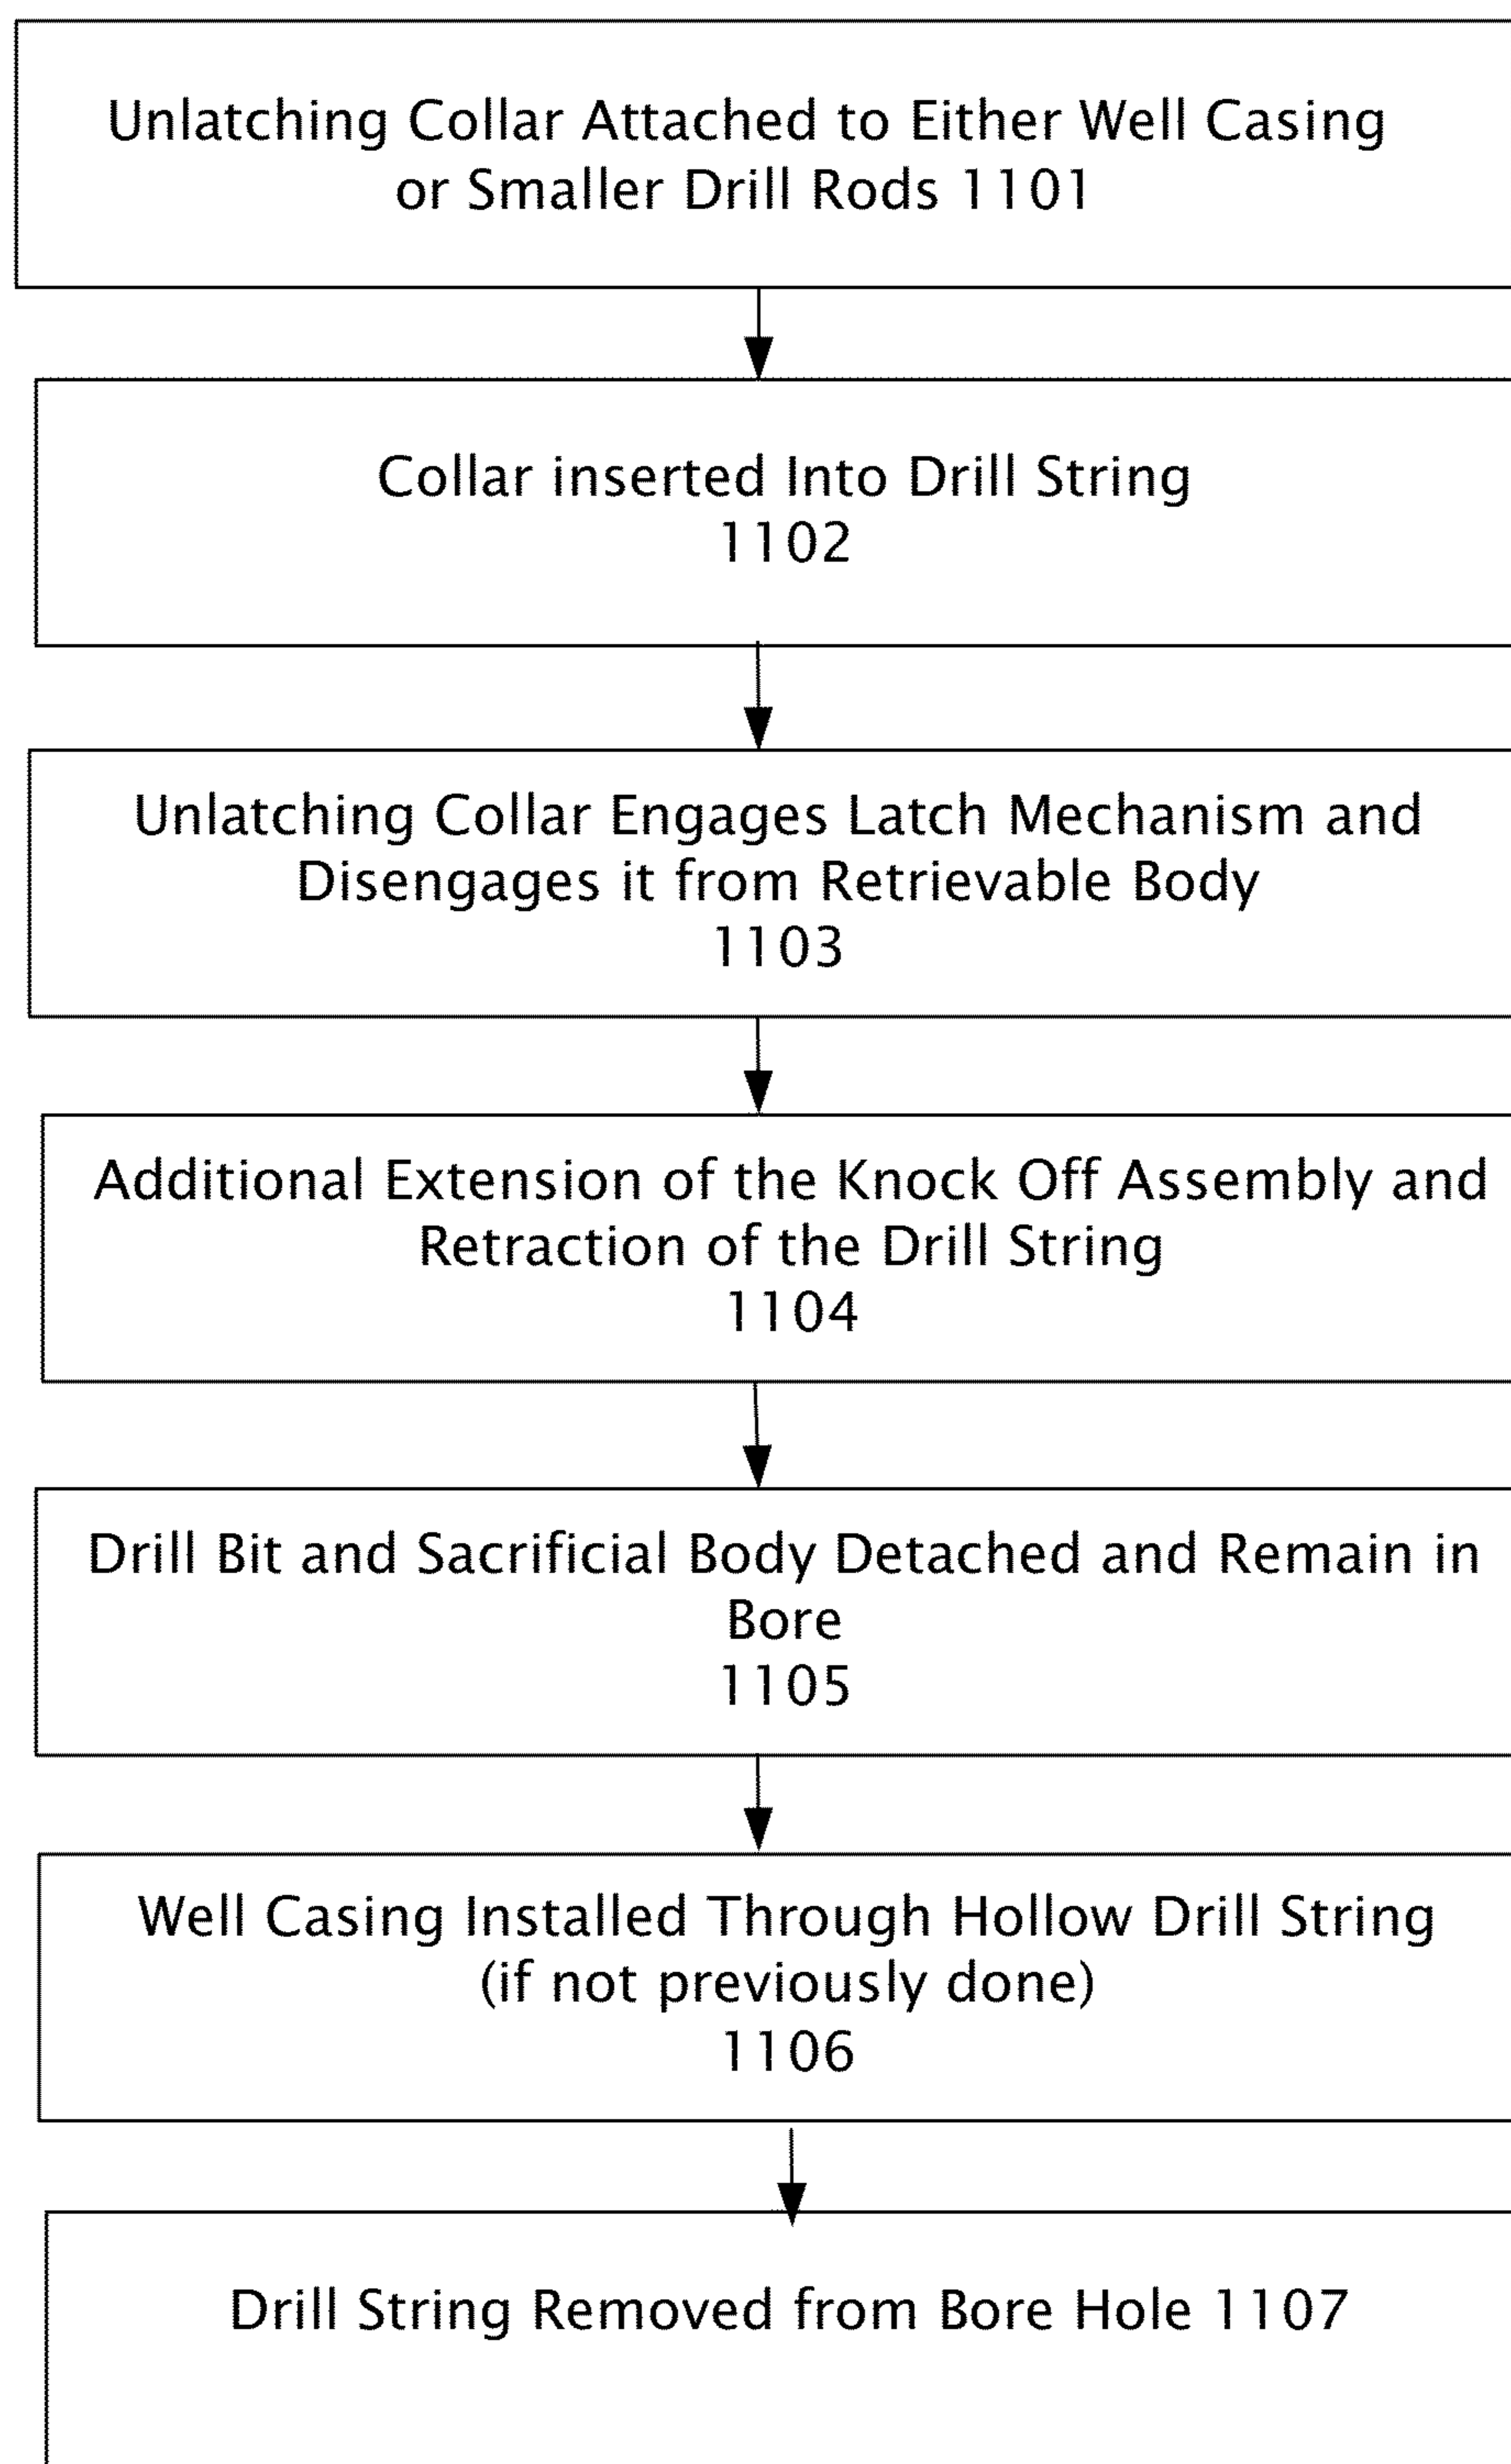 Unlatching Collar Attached to Either Well Casing
or Smaller Drill Rods 1101
Collar inserted Into Drill String
1102
Unlatching Collar Engages Latch Mechanism and
Disengages it from Retrievable Body
1103
Additional Extension of the Knock Off Assembly and
Retraction of the Drill String
1104
Drill Bit and Sacrificial Body Detached and Remain in
Bore
1105
Well Casing Installed Through Hollow Drill String
(if not previously done)
1106
Drill String Removed from Bore Hole 1107